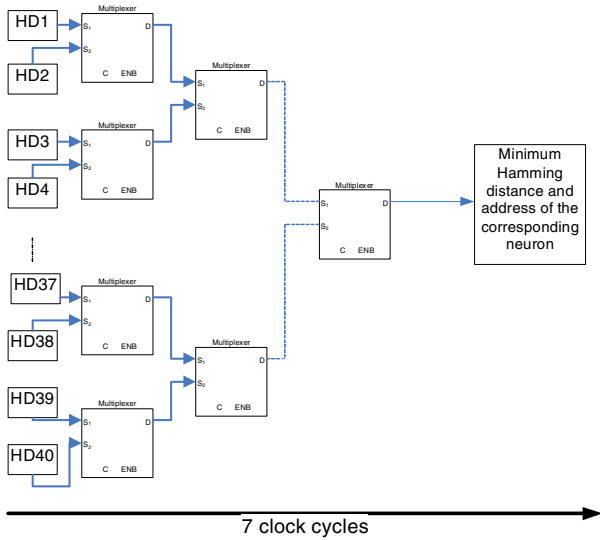 HD1
HD2
Multiplexer
S1 D
S2
C ENB
Multiplexer
S1 D
S2
C ENB
HD3
HD4
Multiplexer
S1 D
S2
C ENB
Multiplexer
S1 D
S2
C ENB
Minimum
Hamming
distance and
address of the
corresponding
neuron
HD37
HD38
Multiplexer
S1 D
S2
C ENB
Multiplexer
S1 D
S2
C ENB
HD39
HD40
Multiplexer
S1 D
S2
C ENB
7 clock cycles